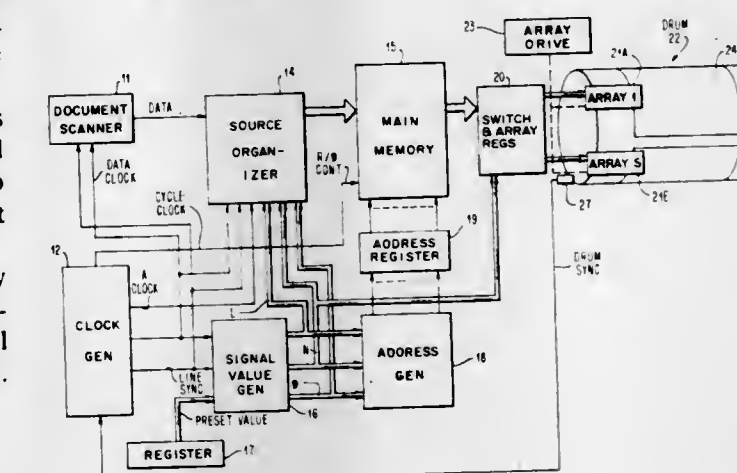 23
ARRAY
DRIVE
DRUM
22
21A
24
11
DOCUMENT
SCANNER
DATA
DATA
CLOCK
14
SOURCE
ORGAN-
IZER
15
MAIN
MEMORY
R/W
CONT
20
SWITCH
& ARRAY
REGS
ARRAY 1
ARRAY 5
27
21E
CYCLE
CLOCK
ADDRESS
REGISTER
19
12
CLOCK
GEN
A
CLOCK
LINE
SYNC
SIGNAL
VALUE
GEN
16
N
ADDRESS
GEN
18
DRUM
SYNC
PRESET VALUE
REGISTER
17